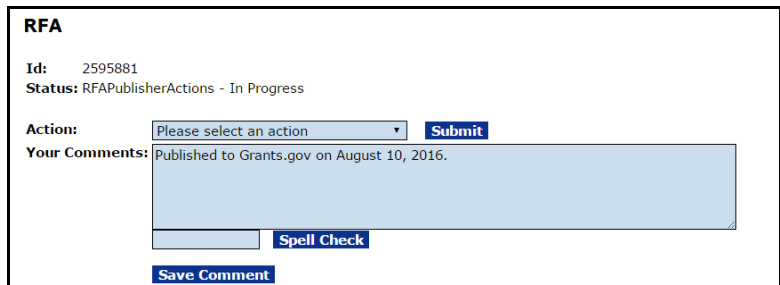 RFA
Id: 2595881
Status: RFAPublisherActions - In Progress
Action: Please select an action Submit
Your Comments: Published to Grants.gov on August 10, 2016.
Spell Check
Save Comment